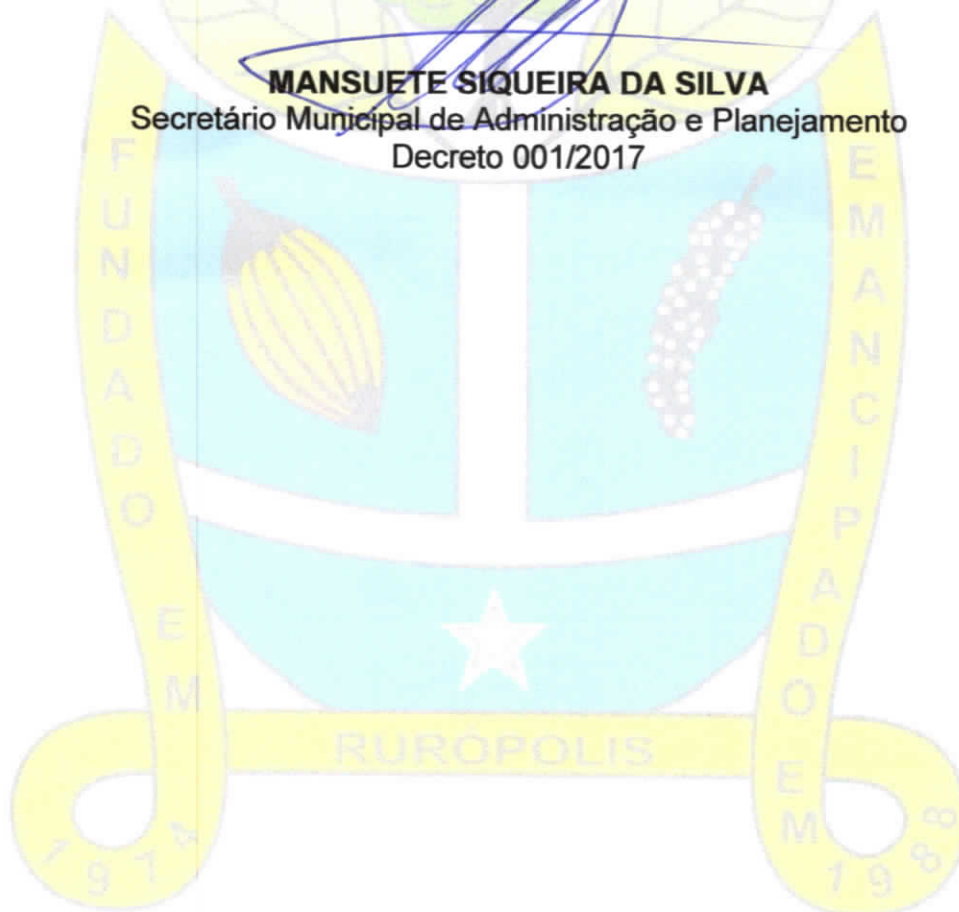 MANSUETE SIQUEIRA DA SILVA
Secretário Municipal de Administração e Planejamento
Decreto 001/2017
FUNDADO EM
1974
RUROPOLIS
EMANCIPADO EM
1988